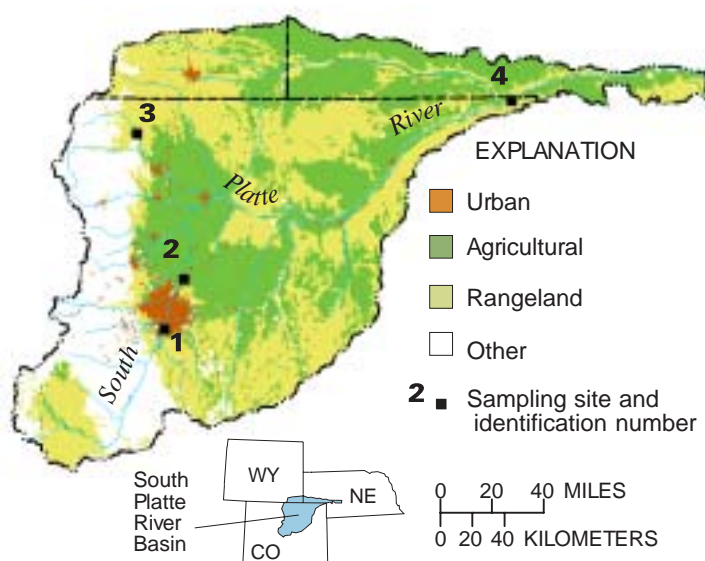 4
3
River
EXPLANATION
Platte
Urban
Agricultural
2
Rangeland
1
Other
South
2 Sampling site and
identification number
South
Platte
River
Basin
WY
NE
CO
0 20 40 MILES
0 20 40 KILOMETERS